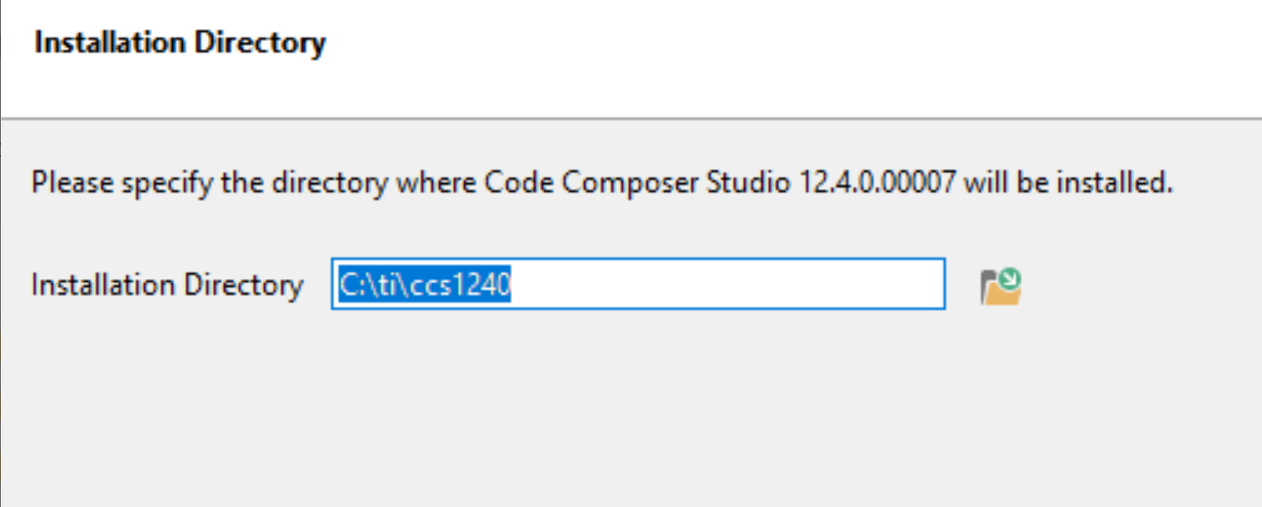 Installation Directory
Please specify the directory where Code Composer Studio 12.4.0.00007 will be installed.
Installation Directory C:\ti\ccs1240